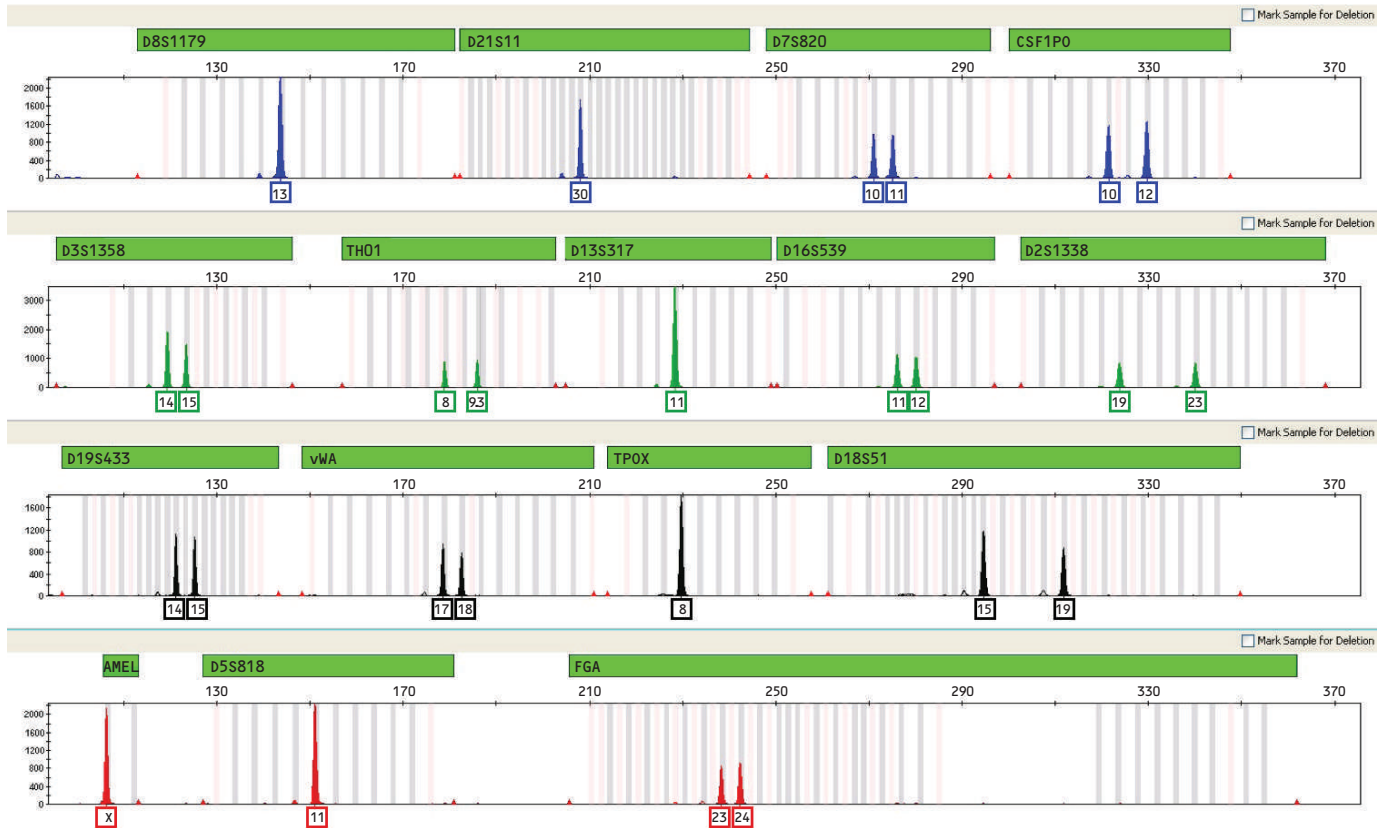 Mark Sample for Deletion
D8S1179 D21S11 D7S820 CSF1PO
130 170 210 250 290 330 370
2000
1600
1200
800
400
0
13 30 10 11 10 12
Mark Sample for Deletion
D3S1358 TH01 D13S317 D16S539 D2S1338
130 170 210 250 290 330 370
3000
2000
1000
0
14 15 8 9.3 11 11 12 19 23
Mark Sample for Deletion
D19S433 vWA TPOX D18S51
130 170 210 250 290 330 370
1600
1200
800
400
0
14 15 17 18 8 15 19
Mark Sample for Deletion
AMEL D5S818 FGA
130 170 210 250 290 330 370
2000
1600
1200
800
400
0
X 11 23 24